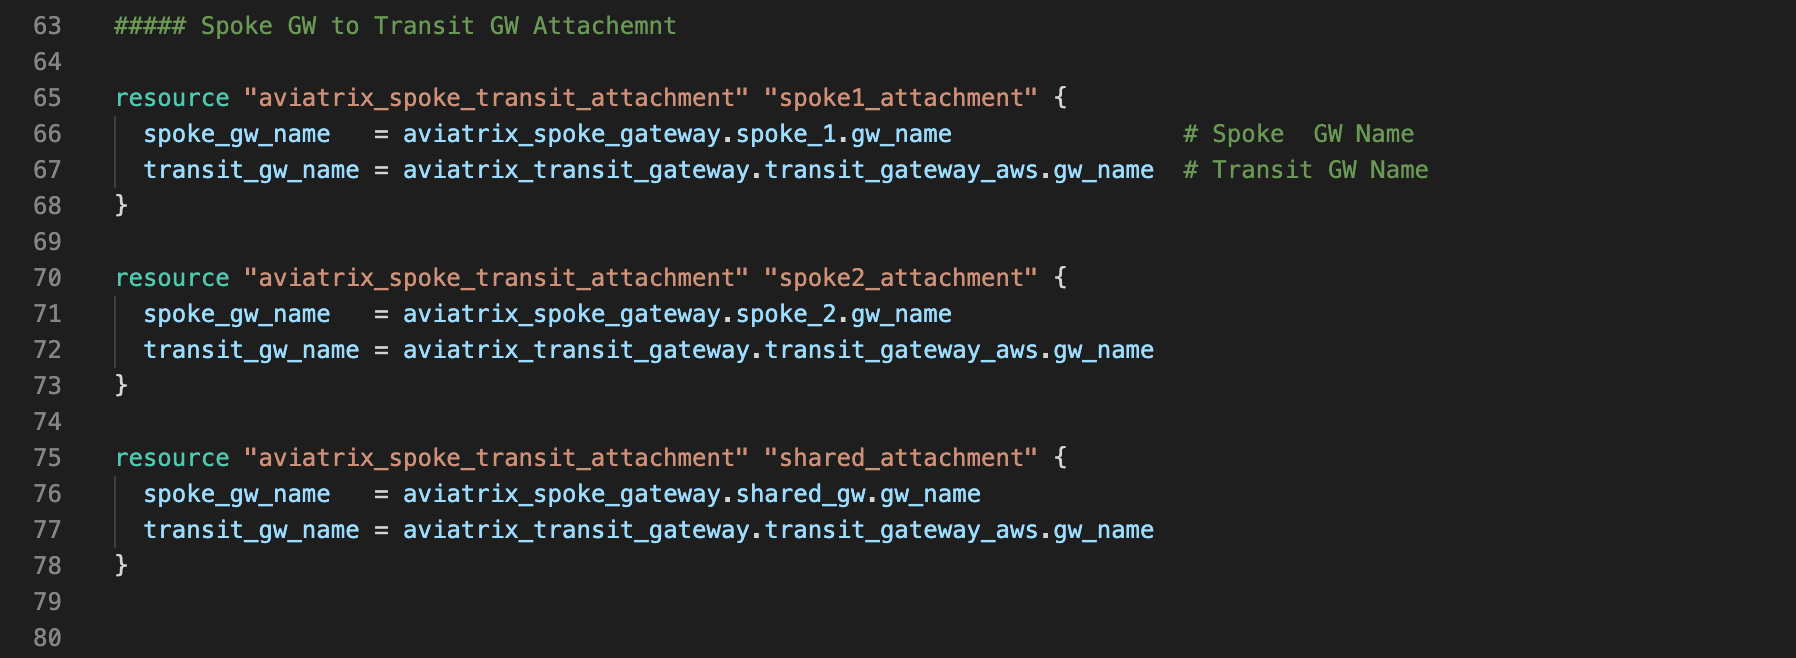 63 ##### Spoke GW to Transit GW Attachemnt
64
65 resource "aviatrix_spoke_transit_attachment" "spoke1_attachment" {
66   spoke_gw_name   = aviatrix_spoke_gateway.spoke_1.gw_name                # Spoke  GW Name
67   transit_gw_name = aviatrix_transit_gateway.transit_gateway_aws.gw_name  # Transit GW Name
68 }
69
70 resource "aviatrix_spoke_transit_attachment" "spoke2_attachment" {
71   spoke_gw_name   = aviatrix_spoke_gateway.spoke_2.gw_name
72   transit_gw_name = aviatrix_transit_gateway.transit_gateway_aws.gw_name
73 }
74
75 resource "aviatrix_spoke_transit_attachment" "shared_attachment" {
76   spoke_gw_name   = aviatrix_spoke_gateway.shared_gw.gw_name
77   transit_gw_name = aviatrix_transit_gateway.transit_gateway_aws.gw_name
78 }
79
80